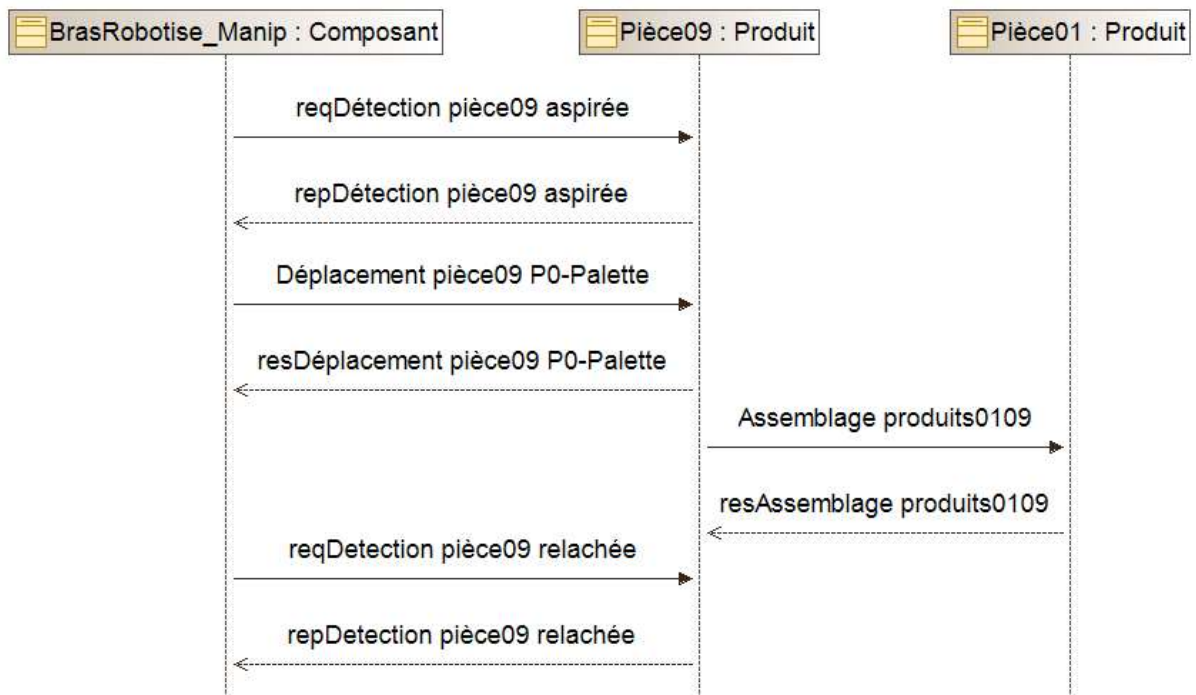 BrasRobotise_Manip : Composant
Pièce09 : Produit
Pièce01 : Produit
reqDétection pièce09 aspirée
repDétection pièce09 aspirée
Déplacement pièce09 P0-Palette
resDéplacement pièce09 P0-Palette
Assemblage produits0109
resAssemblage produits0109
reqDetection pièce09 relachée
repDetection pièce09 relachée